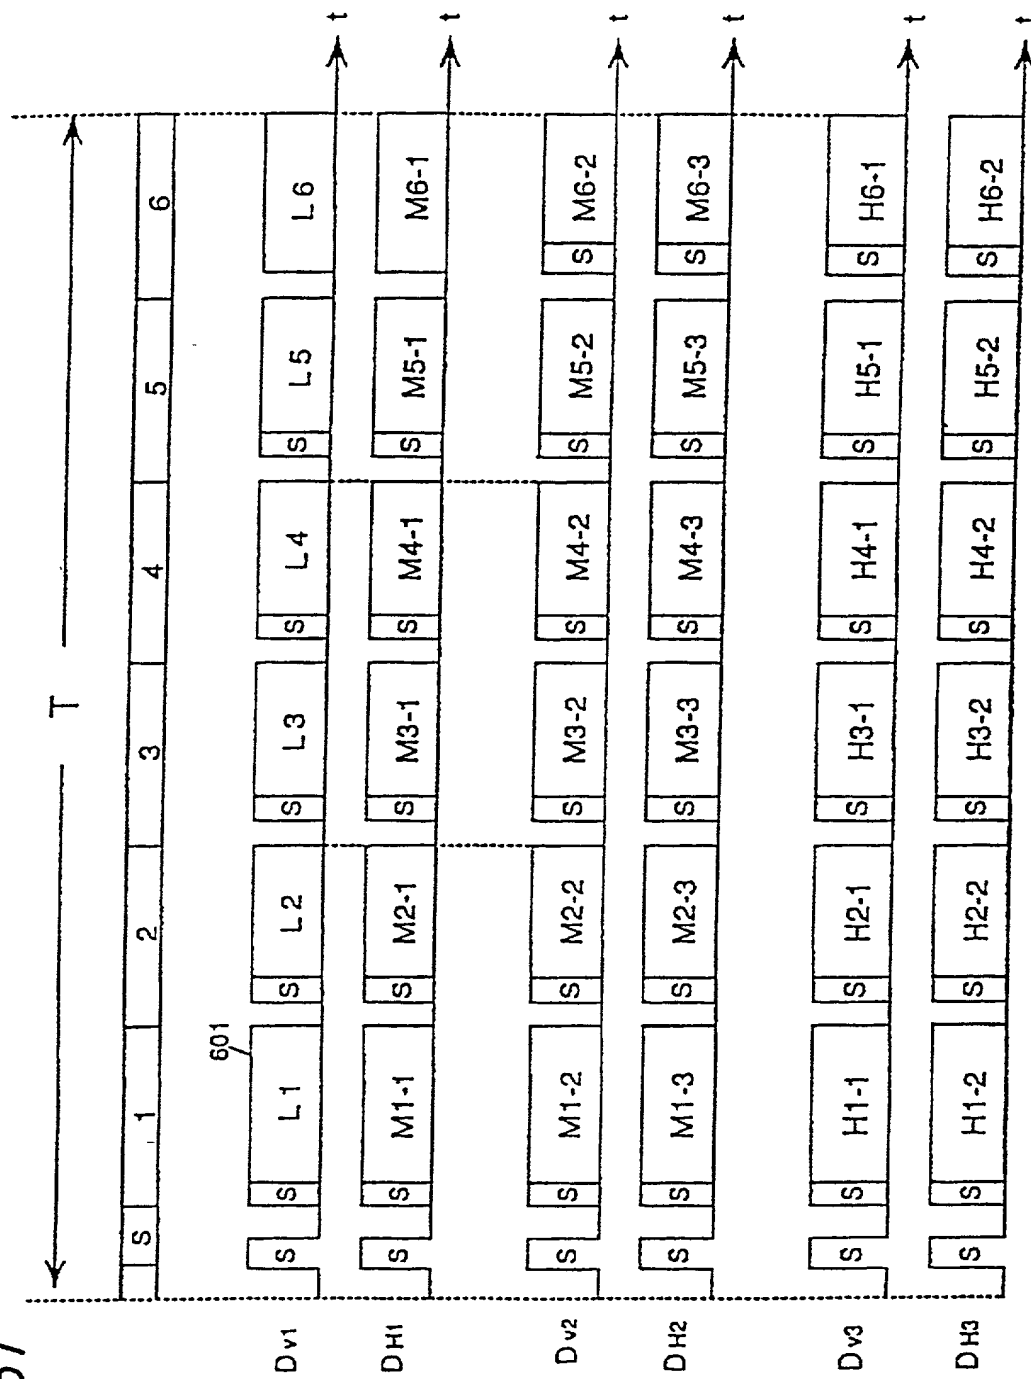 T
S 1 2 3 4 5 6
601
Dv1 S S L1 S L2 S L3 S L4 S L5 L6 t
DH1 S S M1-1 S M2-1 S M3-1 S M4-1 S M5-1 M6-1 t
Dv2 S S M1-2 S M2-2 S M3-2 S M4-2 S M5-2 S M6-2 t
DH2 S S M1-3 S M2-3 S M3-3 S M4-3 S M5-3 S M6-3 t
Dv3 S S H1-1 S H2-1 S H3-1 S H4-1 S H5-1 S H6-1 t
DH3 S S H1-2 S H2-2 S H3-2 S H4-2 S H5-2 S H6-2 t